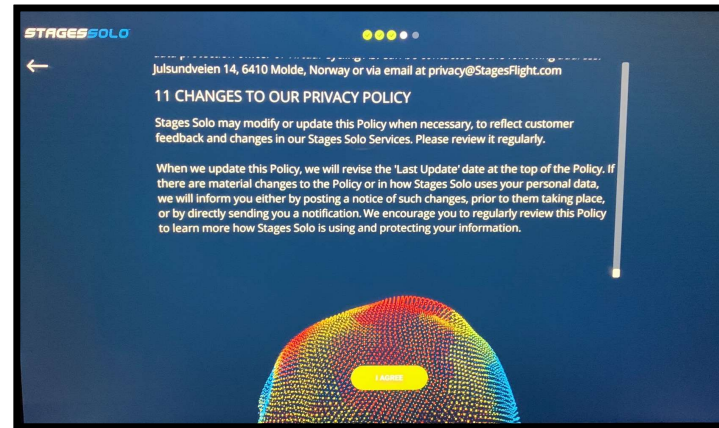 STAGESSOLO
Julsundveien 14, 6410 Molde, Norway or via email at privacy@StagesFlight.com
11 CHANGES TO OUR PRIVACY POLICY
Stages Solo may modify or update this Policy when necessary, to reflect customer
feedback and changes in our Stages Solo Services. Please review it regularly.
When we update this Policy, we will revise the 'Last Update' date at the top of the Policy. If
there are material changes to the Policy or in how Stages Solo uses your personal data,
we will inform you either by posting a notice of such changes, prior to them taking place,
or by directly sending you a notification. We encourage you to regularly review this Policy
to learn more how Stages Solo is using and protecting your information.
I AGREE